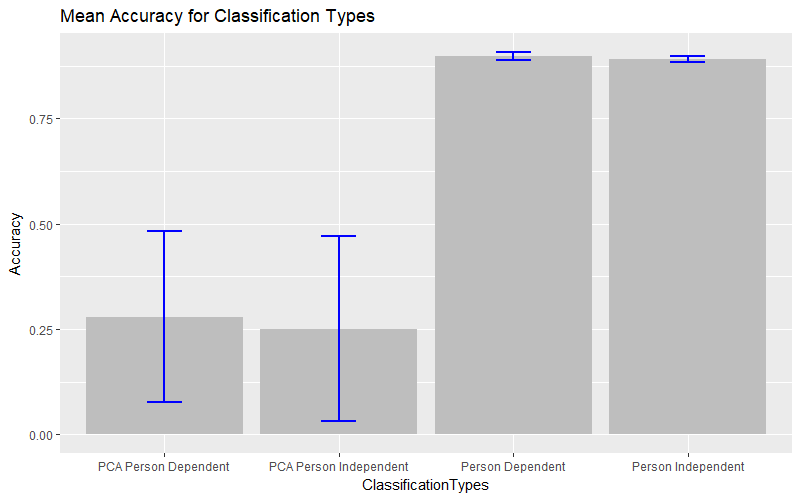 Mean Accuracy for Classification Types
Accuracy
0.75
0.50
0.25
0.00
PCA Person Dependent
PCA Person Independent
Person Dependent
Person Independent
ClassificationTypes